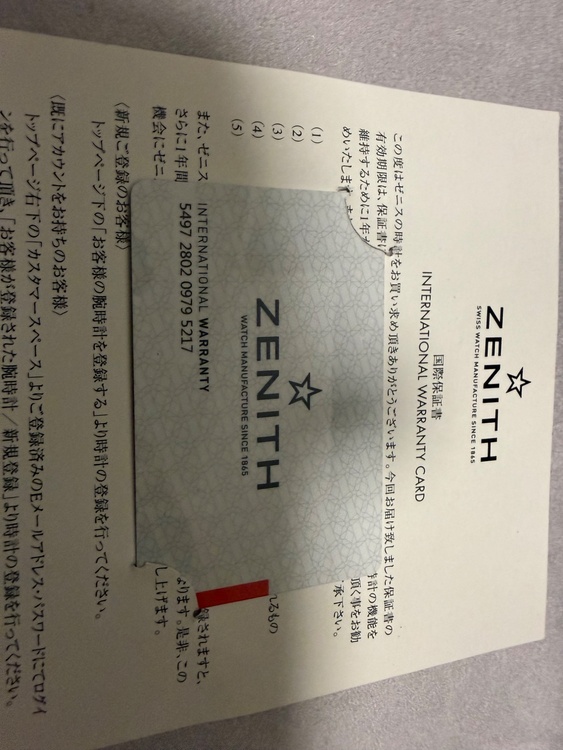 ZENITH
SWISS WATCH MANUFACTURE SINCE 1865
国際保証書
INTERNATIONAL WARRANTY CARD
この度はゼニスの時計をお買い求め頂きありがとうございます。今回お届け致しました保証書の
有効期限は、保証書に 時計の機能を
維持するために1年 頂く事をお勧
めいたします。 承下さい。
(1)
(2)
(3) るもの
(4)
(5)
また、ゼニス 録されますと、
さらに1年間 ります。是非、この
機会にゼニ し上げます。
〈新規ご登録のお客様〉
トップページ下の「お客様の腕時計を登録する」より時計の登録を行ってください。
〈既にアカウントをお持ちのお客様〉
トップページ右下の「カスタマースペース」よりご登録済みのEメールアドレス・パスワードにてログイ
ンを行って頂き、「お客様が登録された腕時計/新規登録」より時計の登録を行ってください。
ZENITH
WATCH MANUFACTURE SINCE 1865
INTERNATIONAL WARRANTY
5497 2802 0979 5217